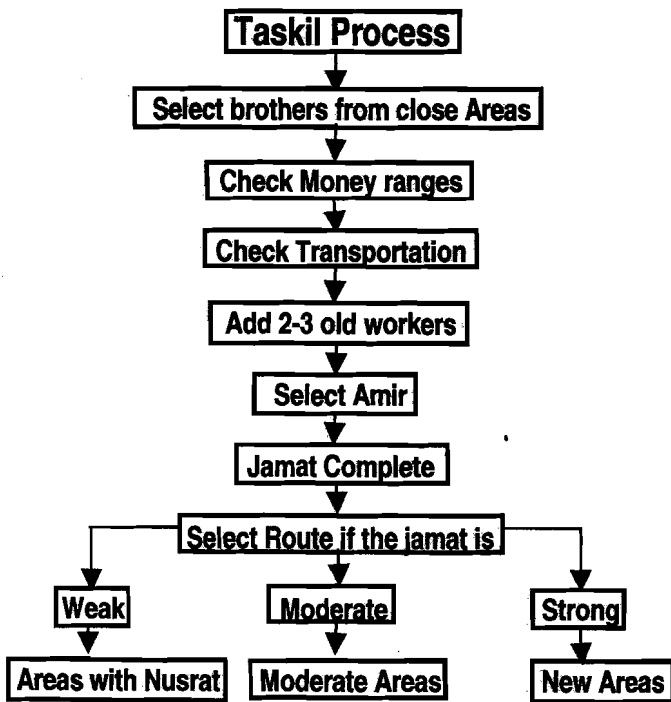 Taskil Process
Select brothers from close Areas
Check Money ranges
Check Transportation
Add 2-3 old workers
Select Amir
Jamat Complete
Select Route if the jamat is
Weak
Moderate
Strong
Areas with Nusrat
Moderate Areas
New Areas